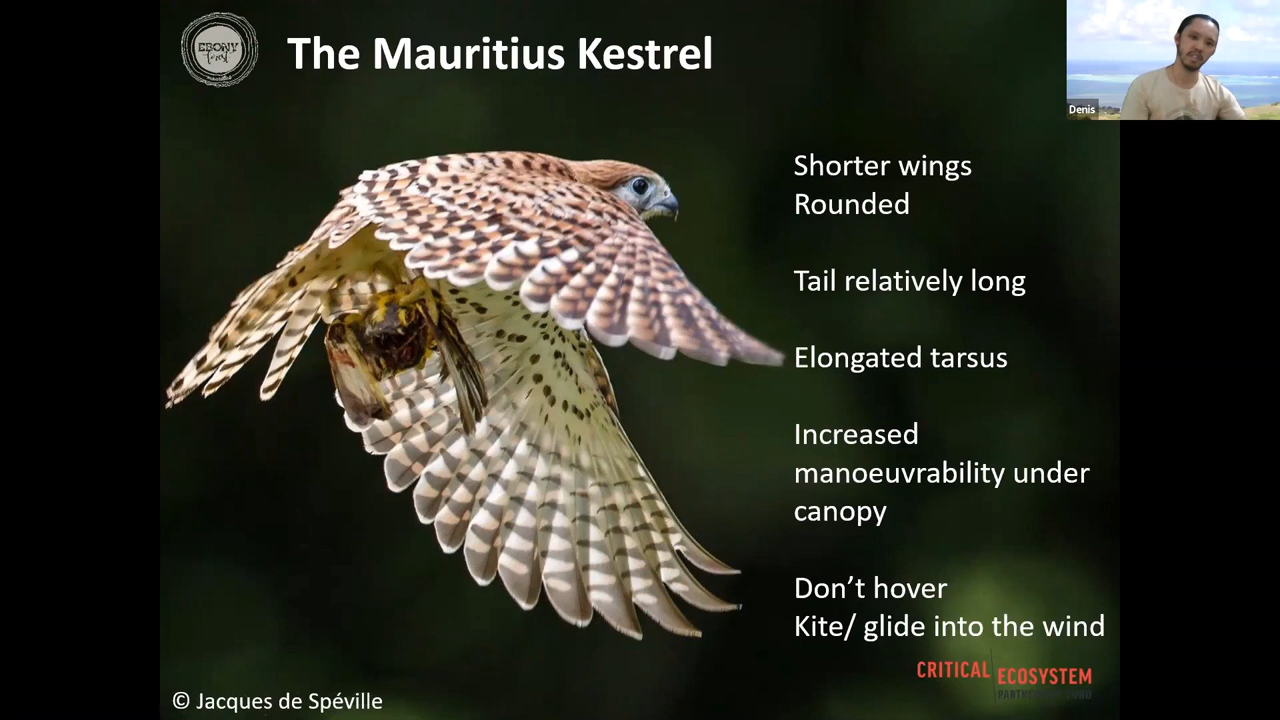 EBONY
The Mauritius Kestrel
Denis
Shorter wings
Rounded
Tail relatively long
Elongated tarsus
Increased
manoeuvrability under
canopy
Don’t hover
Kite/ glide into the wind
CRITICAL ECOSYSTEM
© Jacques de Spéville